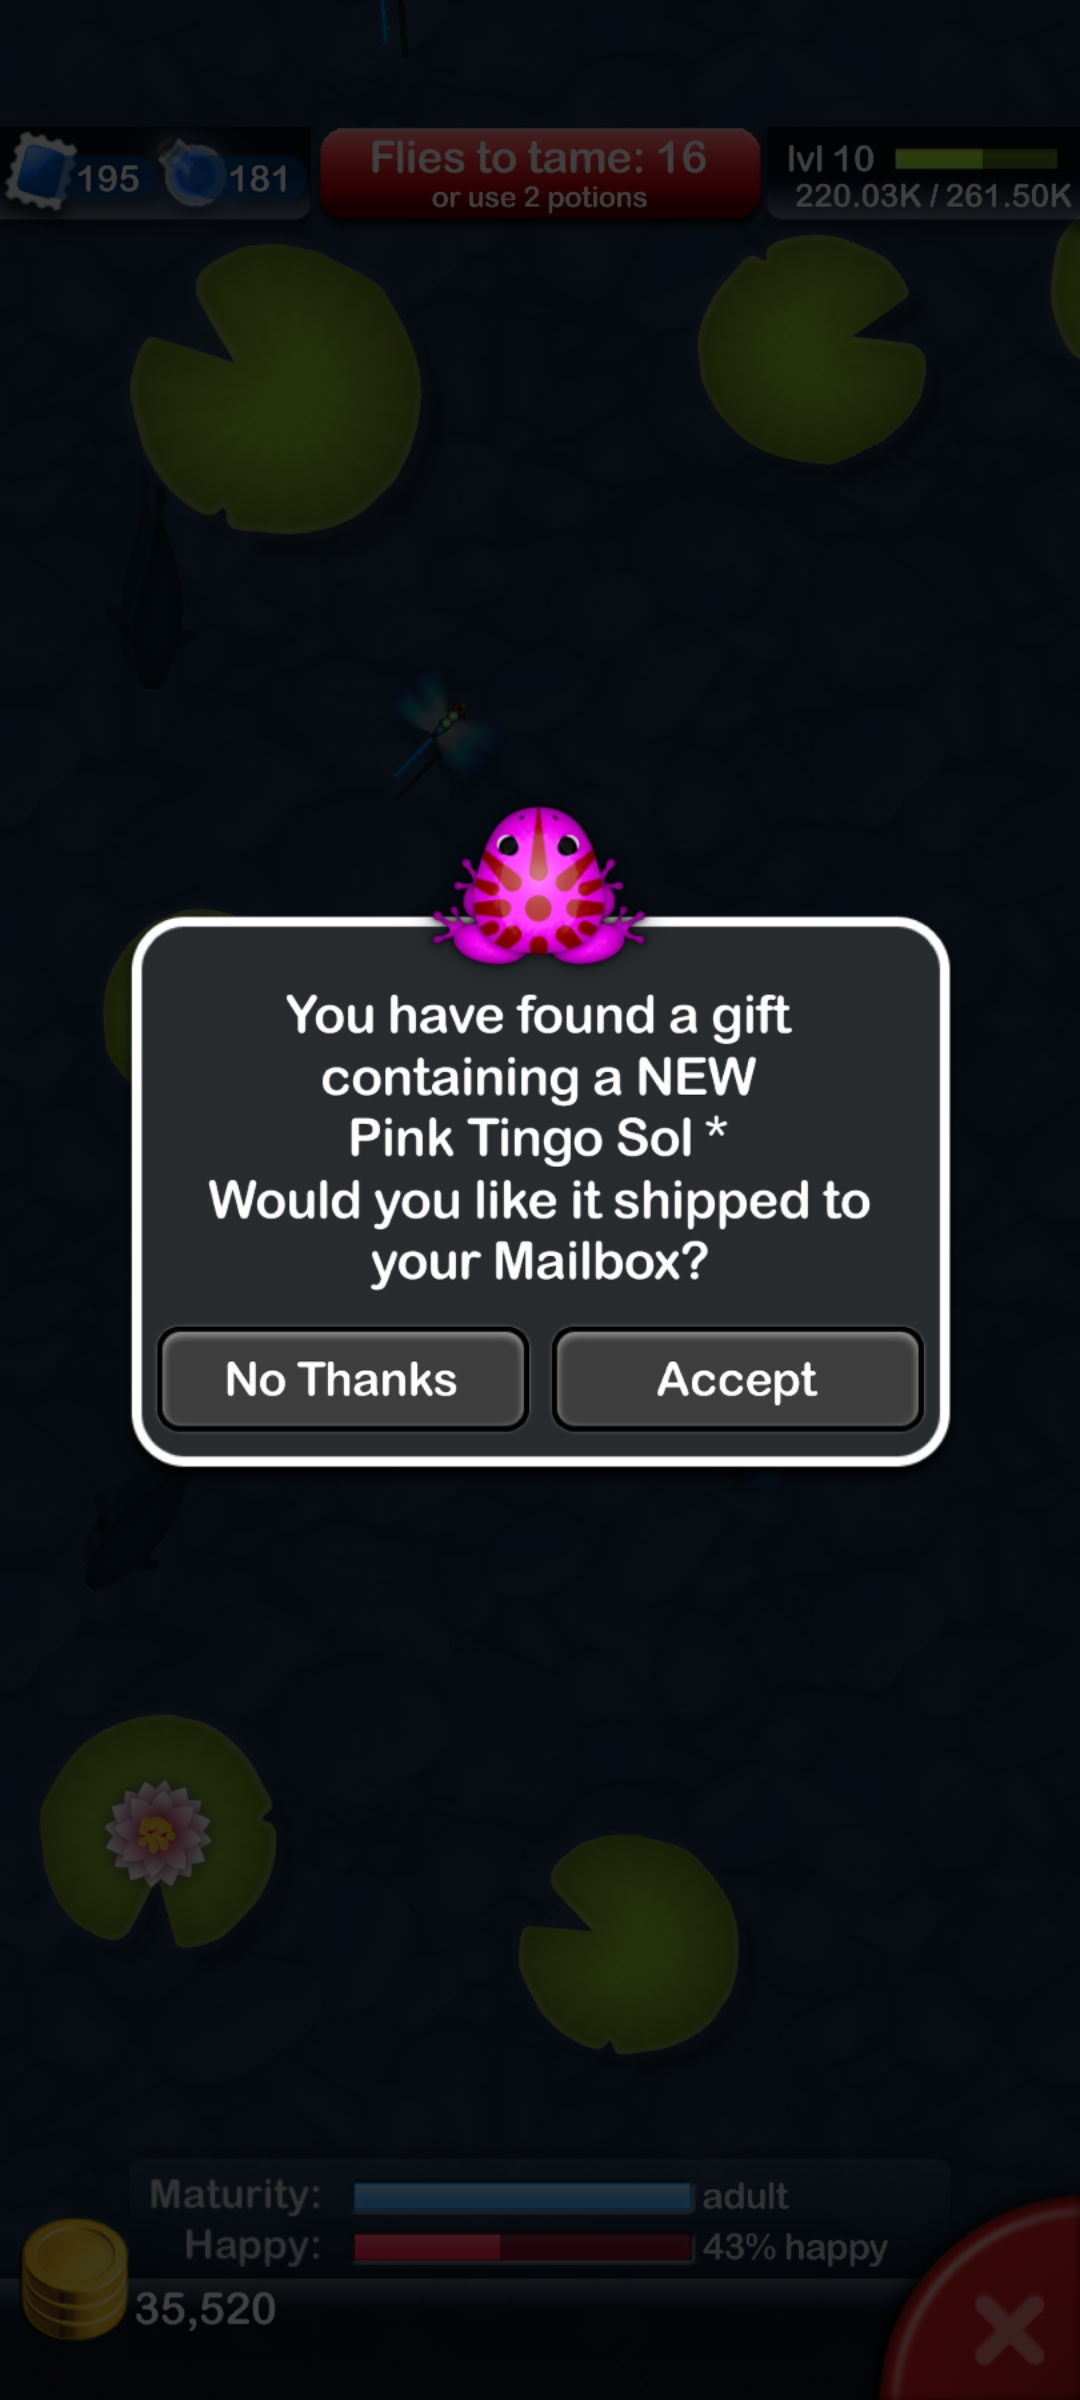 195
181
Flies to tame: 16
or use 2 potions
lvl 10
220.03K / 261.50K
You have found a gift
containing a NEW
Pink Tingo Sol *
Would you like it shipped to
your Mailbox?
No Thanks
Accept
Maturity:
adult
Happy:
43% happy
35,520